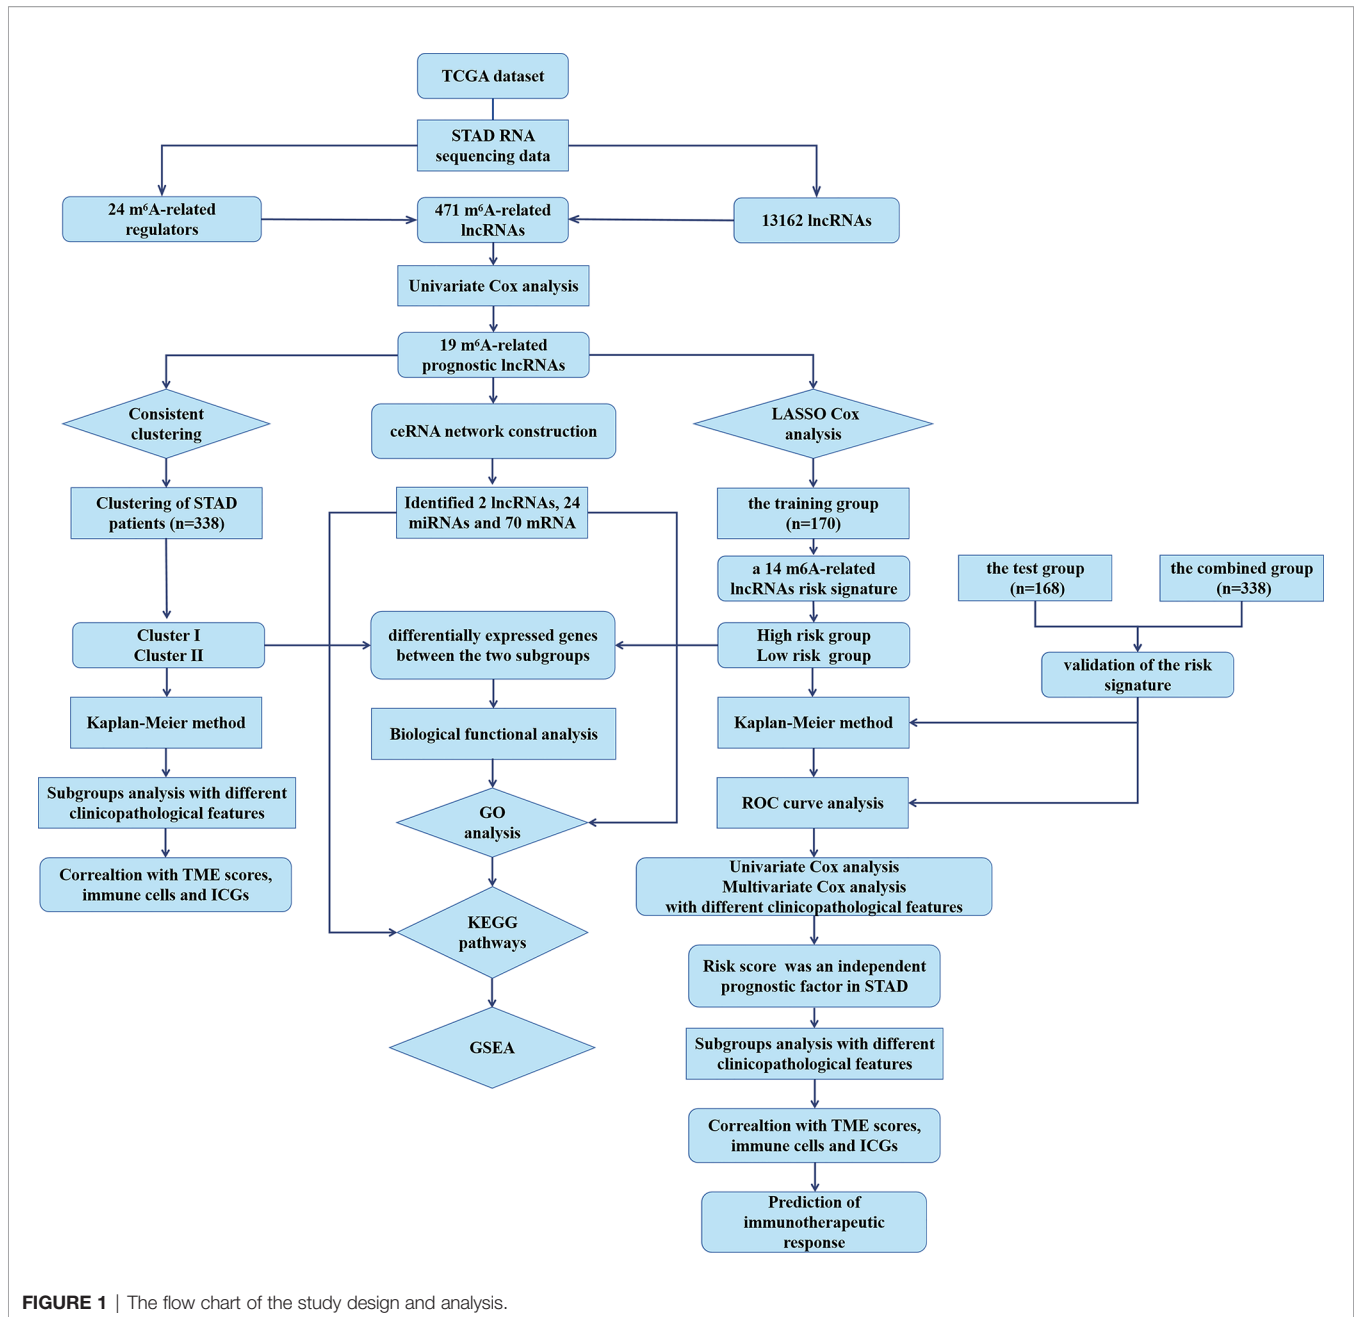 TCGA dataset
STAD RNA
sequencing data
24 m⁶A-related
regulators
471 m⁶A-related
lncRNAs
13162 lncRNAs
Univariate Cox analysis
19 m⁶A-related
prognostic lncRNAs
Consistent
clustering
ceRNA network construction
LASSO Cox
analysis
Clustering of STAD
patients (n=338)
Identified 2 lncRNAs, 24
miRNAs and 70 mRNA
the training group
(n=170)
a 14 m6A-related
lncRNAs risk signature
the test group
(n=168)
the combined group
(n=338)
Cluster I
Cluster II
differentially expressed genes
between the two subgroups
High risk group
Low risk group
validation of the risk
signature
Kaplan-Meier method
Biological functional analysis
Kaplan-Meier method
Subgroups analysis with different
clinicopathological features
GO
analysis
ROC curve analysis
Correaltion with TME scores,
immune cells and ICGs
Univariate Cox analysis
Multivariate Cox analysis
with different clinicopathological features
KEGG
pathways
Risk score was an independent
prognostic factor in STAD
GSEA
Subgroups analysis with different
clinicopathological features
Correaltion with TME scores,
immune cells and ICGs
Prediction of
immunotherapeutic
response
FIGURE 1 | The flow chart of the study design and analysis.